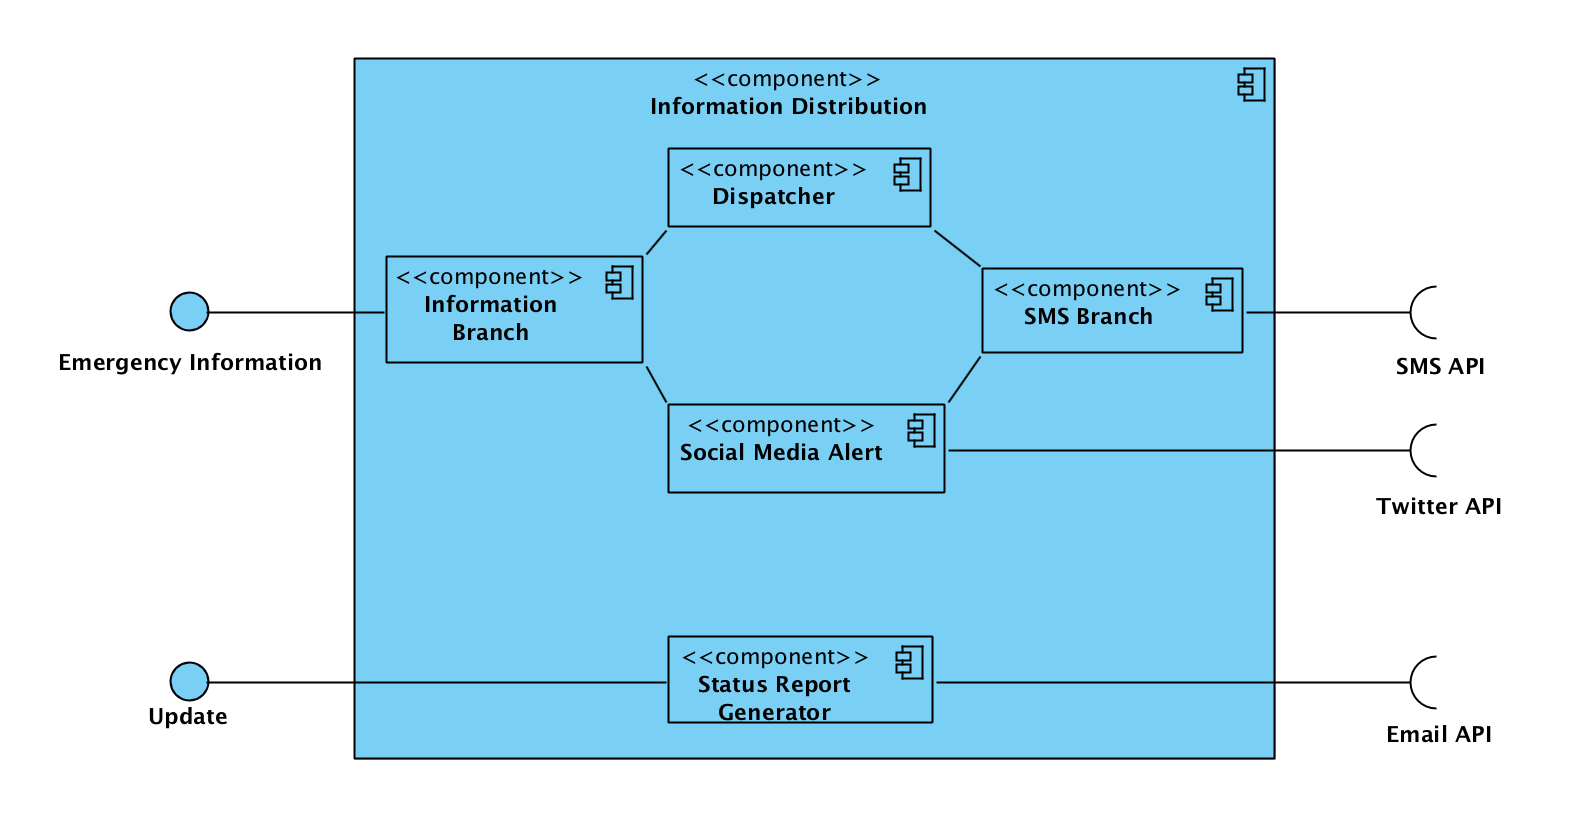 <<component>>
Information Distribution
<<component>>
Dispatcher
<<component>>
Information
Branch
<<component>>
SMS Branch
Emergency Information
SMS API
<<component>>
Social Media Alert
Twitter API
<<component>>
Status Report
Generator
Update
Email API